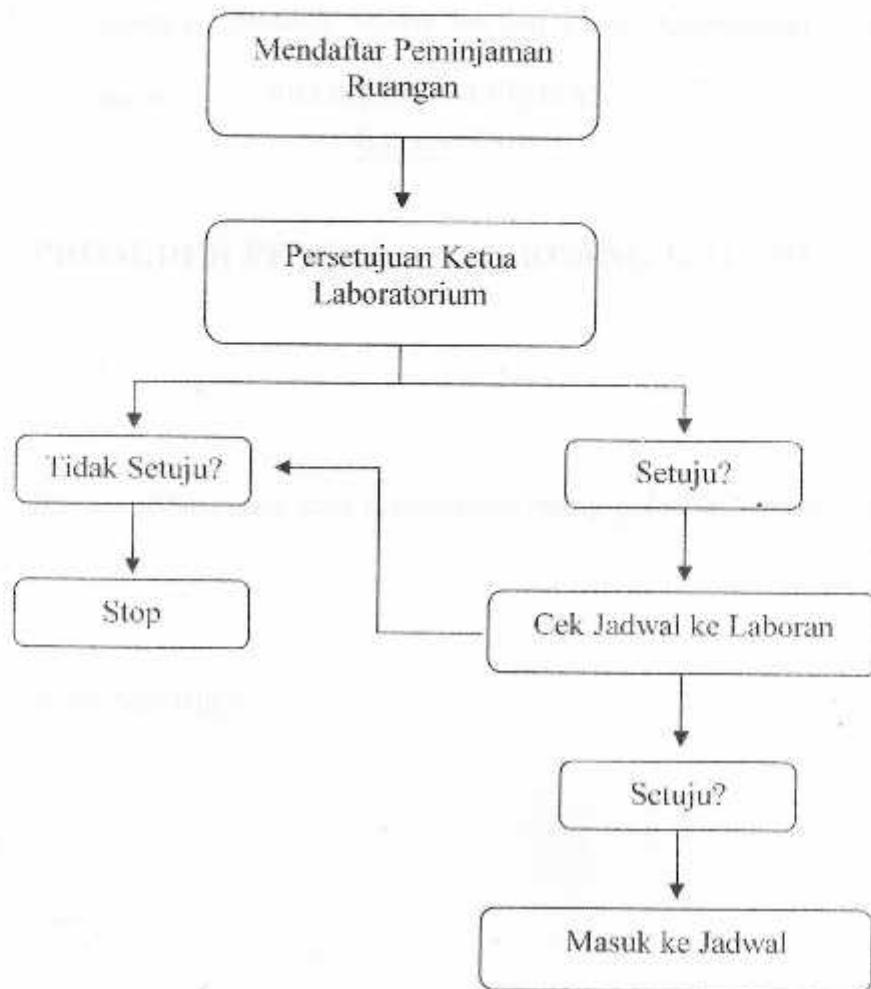 Mendaftar Peminjaman
Ruangan
Persetujuan Ketua
Laboratorium
Tidak Setuju?
Setuju?
Stop
Cek Jadwal ke Laboran
Setuju?
Masuk ke Jadwal